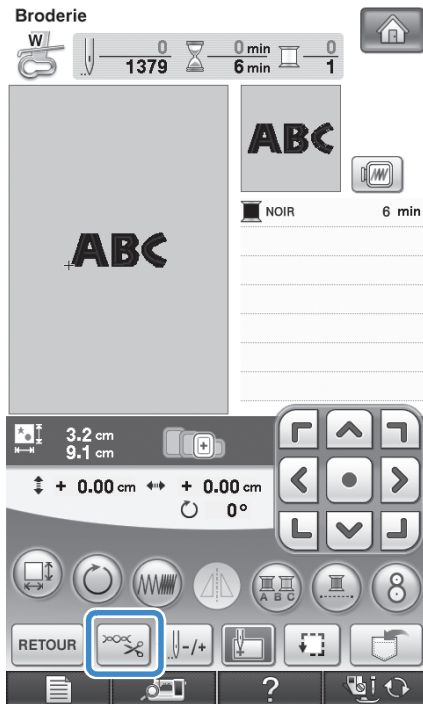 Broderie
W
0 0 min 0
1379 6 min 1
ABC
ABC
NOIR 6 min
3.2 cm
9.1 cm
+ 0.00 cm + 0.00 cm
0°
A B C
8
RETOUR -/+
?